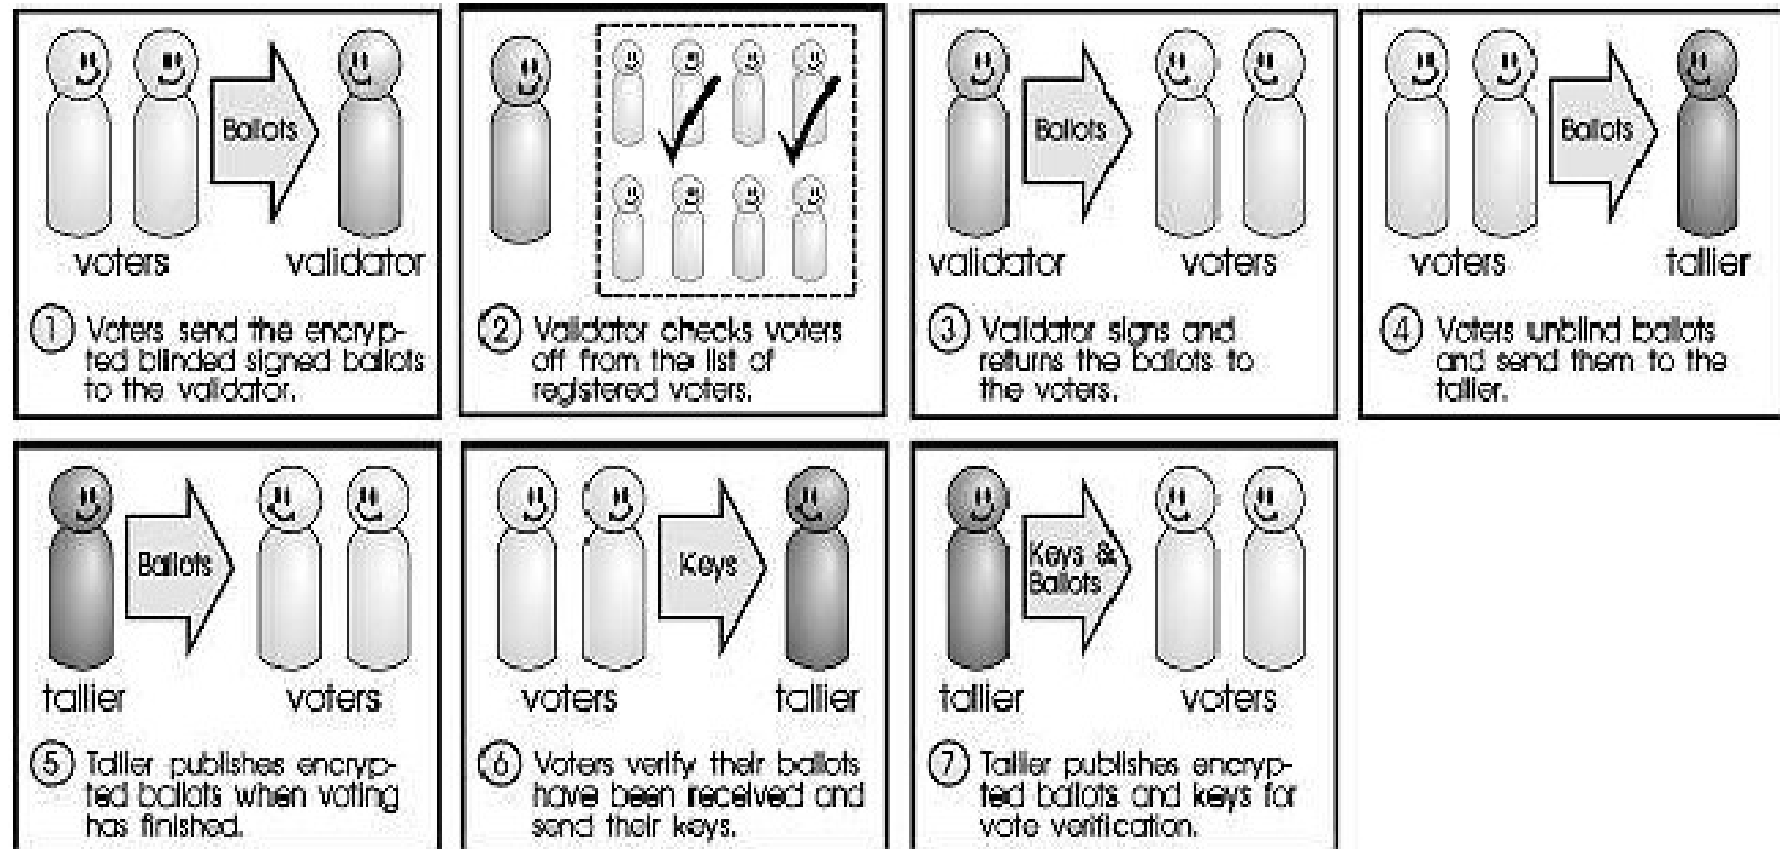 Ballots
voters
validator
1 Voters send the encryp-
ted blinded signed ballots
to the validator.
2 Validator checks voters
off from the list of
registered voters.
Ballots
validator
voters
3 Validator signs and
returns the ballots to
the voters.
Ballots
voters
tallier
4 Voters unblind ballots
and send them to the
tallier.
Ballots
tallier
voters
5 Tallier publishes encryp-
ted ballots when voting
has finished.
Keys
voters
tallier
6 Voters verify their ballots
have been received and
send their keys.
Keys &
Ballots
tallier
voters
7 Tallier publishes encryp-
ted ballots and keys for
vote verification.